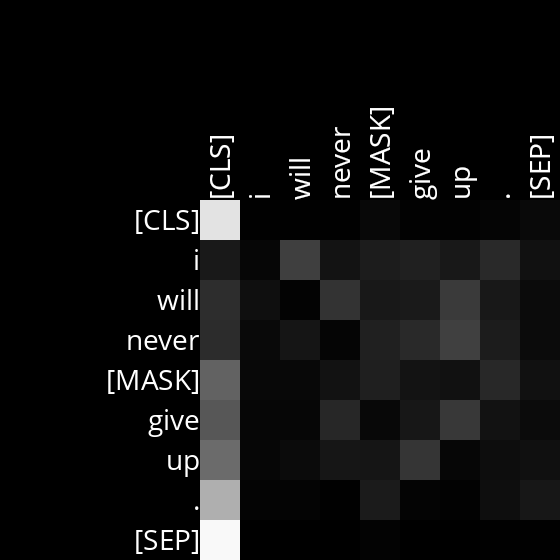 [CLS] i will never [MASK] give up . [SEP]
[CLS]
i
will
never
[MASK]
give
up
.
[SEP]